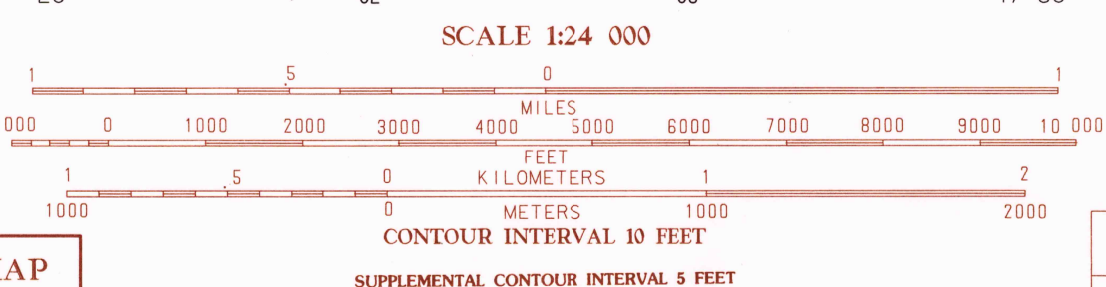 SCALE 1:24 000
1 .5 0 1
MILES
000 0 1000 2000 3000 4000 5000 6000 7000 8000 9000 10 000
FEET
1 .5 0 KILOMETERS 1 2
1000 0 METERS 1000 2000
CONTOUR INTERVAL 10 FEET
SUPPLEMENTAL CONTOUR INTERVAL 5 FEET